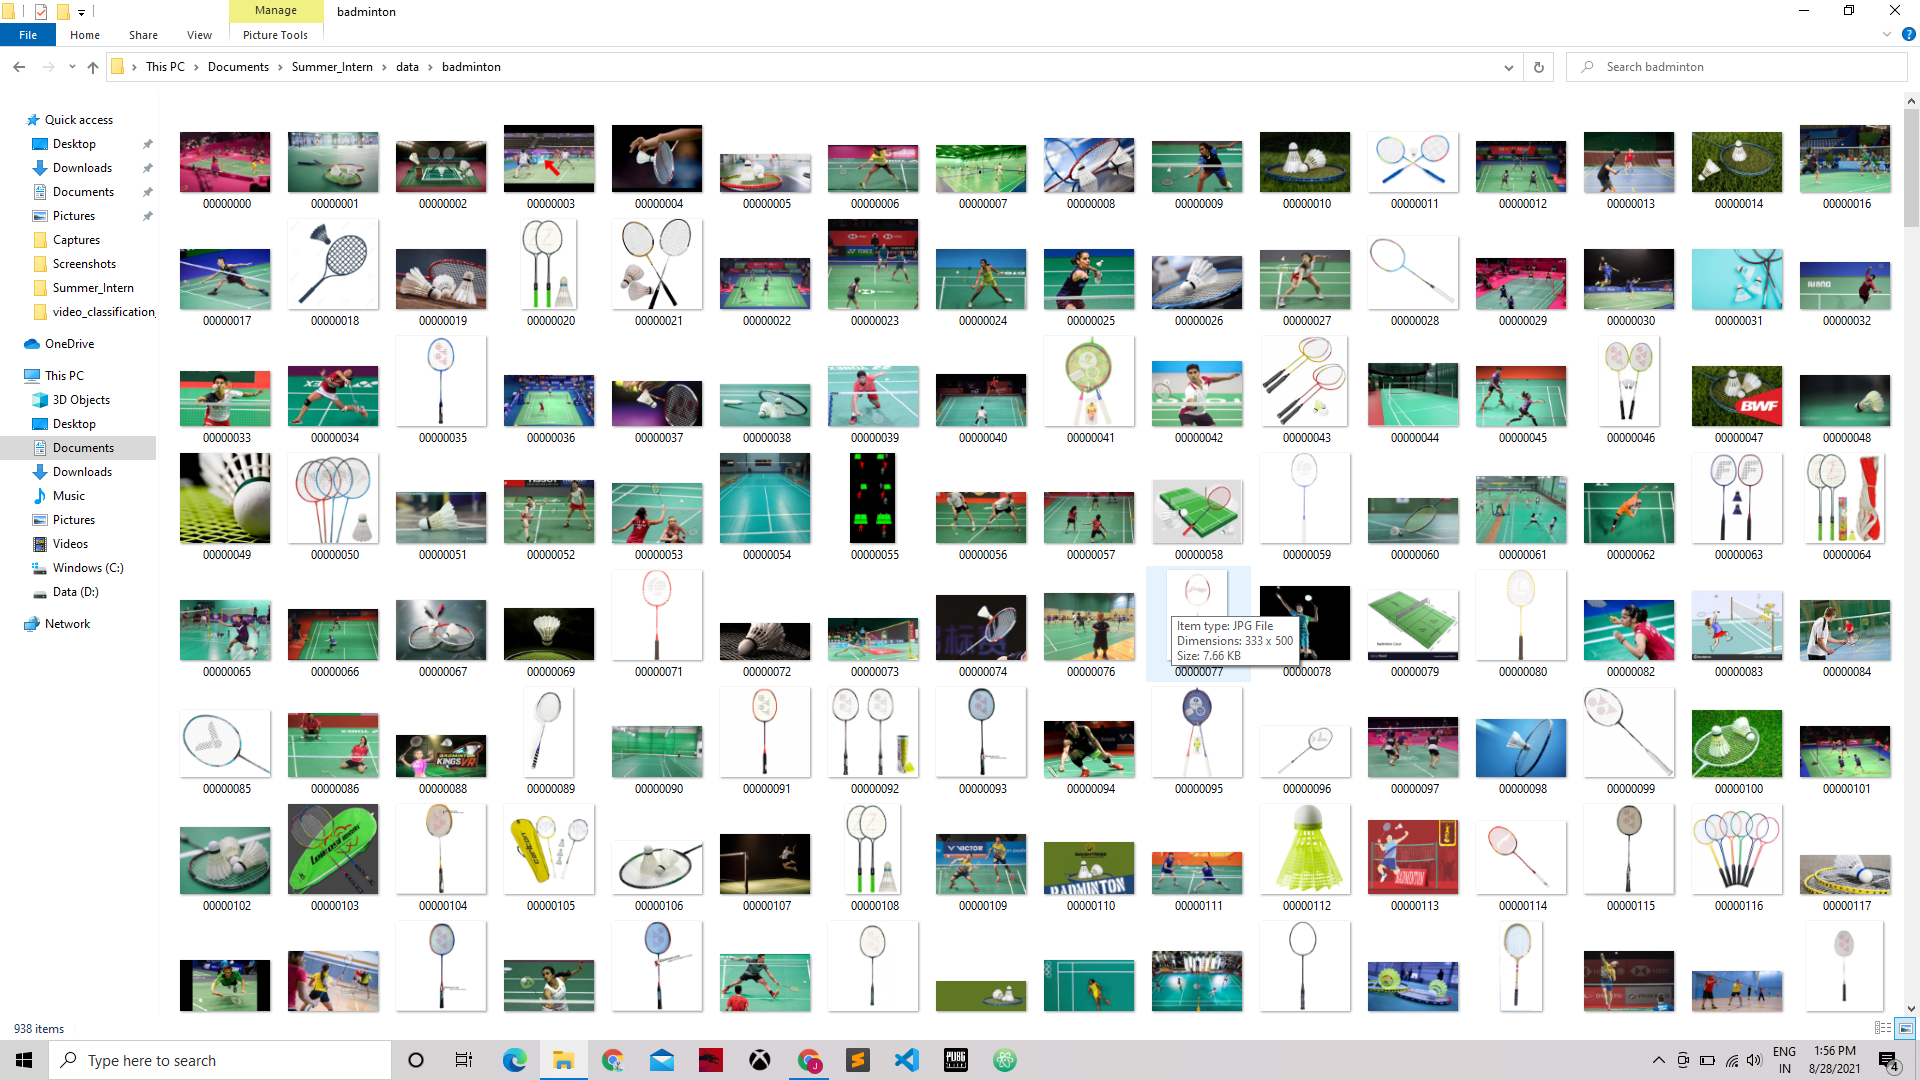 Manage
badminton
File
Home
Share
View
Picture Tools
This PC
Documents
Summer_Intern
data
badminton
Search badminton
Quick access
Desktop
Downloads
Documents
Pictures
Captures
Screenshots
Summer_Intern
video_classification_
OneDrive
This PC
3D Objects
Desktop
Documents
Downloads
Music
Pictures
Videos
Windows (C:)
Data (D:)
Network
00000000 00000001 00000002 00000003 00000004 00000005 00000006 00000007 00000008 00000009 00000010 00000011 00000012 00000013 00000014 00000016
00000017 00000018 00000019 00000020 00000021 00000022 00000023 00000024 00000025 00000026 00000027 00000028 00000029 00000030 00000031 00000032
BWF
00000033 00000034 00000035 00000036 00000037 00000038 00000039 00000040 00000041 00000042 00000043 00000044 00000045 00000046 00000047 00000048
00000049 00000050 00000051 00000052 00000053 00000054 00000055 00000056 00000057 00000058 00000059 00000060 00000061 00000062 00000063 00000064
Item type: JPG File
Dimensions: 333 x 500
Size: 7.66 KB
00000065 00000066 00000067 00000069 00000071 00000072 00000073 00000074 00000076 00000077 00000078 00000079 00000080 00000082 00000083 00000084
BADMINTON
KINGS VR
00000085 00000086 00000088 00000089 00000090 00000091 00000092 00000093 00000094 00000095 00000096 00000097 00000098 00000099 00000100 00000101
VICTOR
BADMINTON
BADMINTON
00000102 00000103 00000104 00000105 00000106 00000107 00000108 00000109 00000110 00000111 00000112 00000113 00000114 00000115 00000116 00000117
938 items
Type here to search
PUBG
ENG
IN
1:56 PM
8/28/2021
4